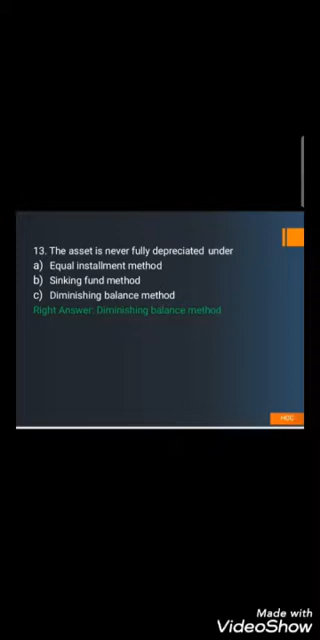 13. The asset is never fully depreciated under
a) Equal installment method
b) Sinking fund method
c) Diminishing balance method
Right Answer: Diminishing balance method
HOC
Made with
VideoShow